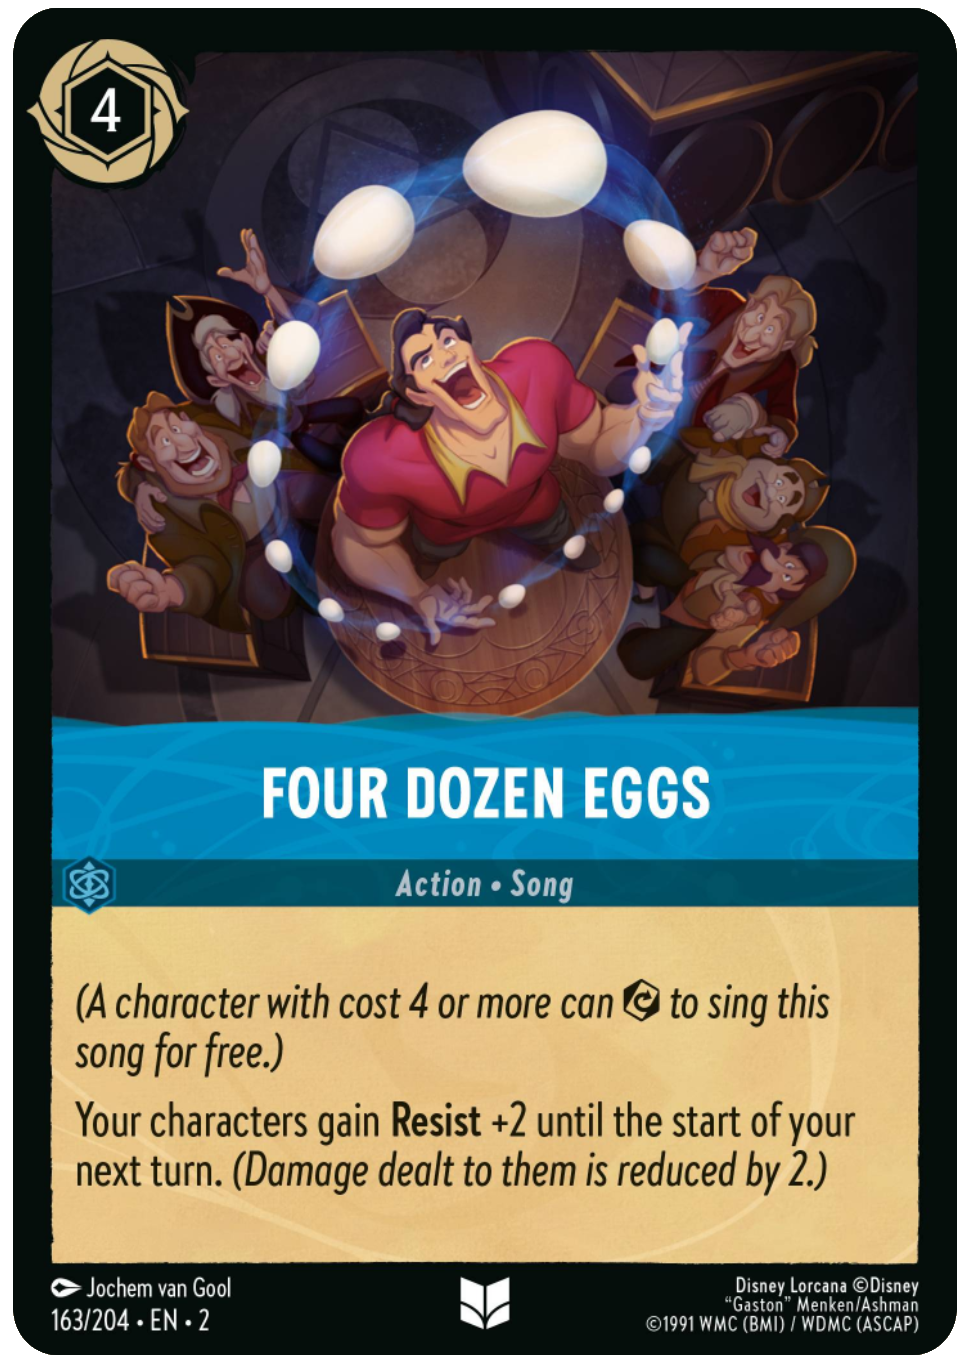 4
FOUR DOZEN EGGS
Action • Song
(A character with cost 4 or more can to sing this
song for free.)
Your characters gain Resist +2 until the start of your
next turn. (Damage dealt to them is reduced by 2.)
Jochem van Gool
163/204 • EN • 2
Disney Lorcana ©Disney
“Gaston” Menken/Ashman
©1991 WMC (BMI) / WDMC (ASCAP)